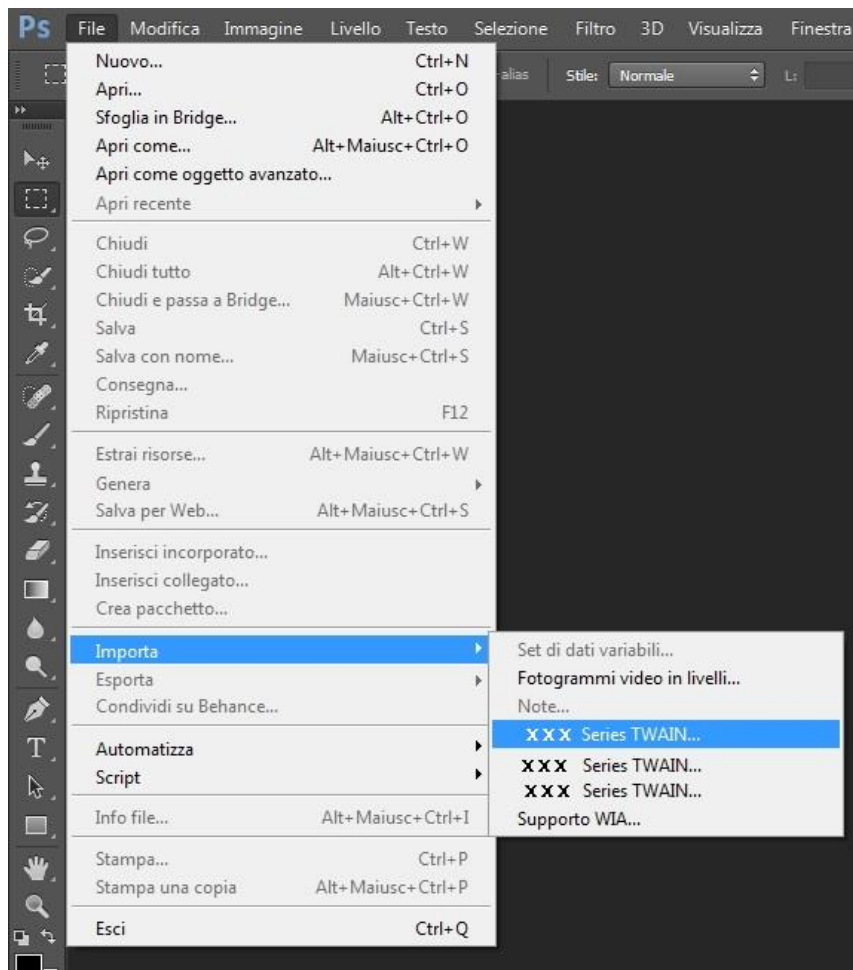 Ps File Modifica Immagine Livello Testo Selezione Filtro 3D Visualizza Finestra
-alias Stile: Normale L:
Nuovo... Ctrl+N
Apri... Ctrl+O
Sfoglia in Bridge... Alt+Ctrl+O
Apri come... Alt+Maiusc+Ctrl+O
Apri come oggetto avanzato...
Apri recente
Chiudi Ctrl+W
Chiudi tutto Alt+Ctrl+W
Chiudi e passa a Bridge... Maiusc+Ctrl+W
Salva Ctrl+S
Salva con nome... Maiusc+Ctrl+S
Consegna...
Ripristina F12
Estrai risorse... Alt+Maiusc+Ctrl+W
Genera
Salva per Web... Alt+Maiusc+Ctrl+S
Inserisci incorporato...
Inserisci collegato...
Crea pacchetto...
Importa
Esporta
Condividi su Behance...
Automatizza
Script
Info file... Alt+Maiusc+Ctrl+I
Stampa... Ctrl+P
Stampa una copia Alt+Maiusc+Ctrl+P
Esci Ctrl+Q
Set di dati variabili...
Fotogrammi video in livelli...
Note...
XXX Series TWAIN...
XXX Series TWAIN...
XXX Series TWAIN...
Supporto WIA...
T